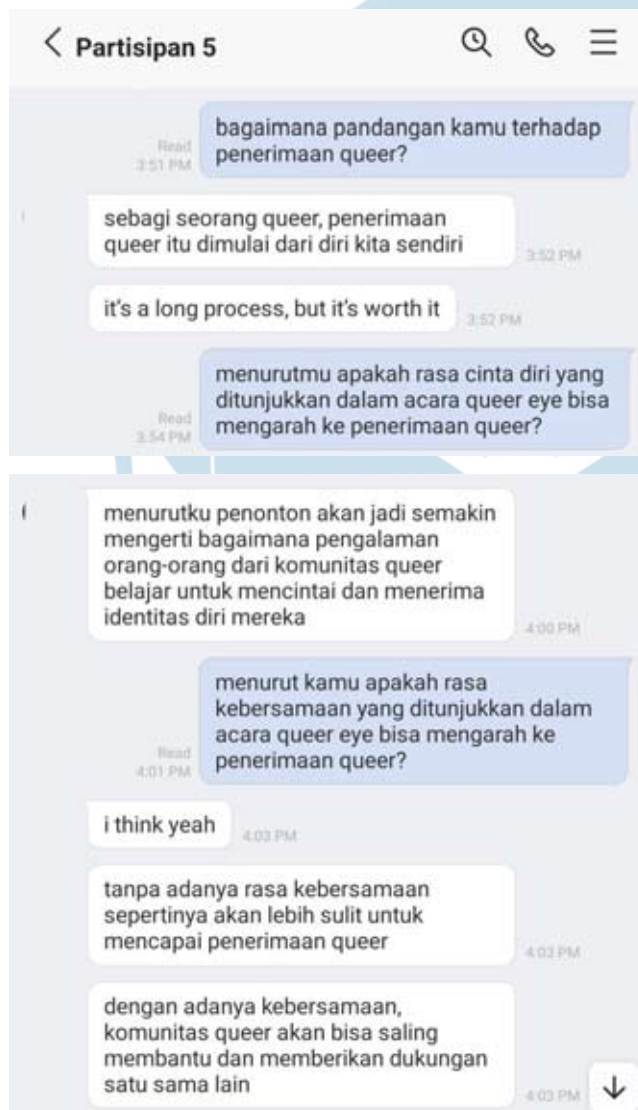 Partisipan 5
bagaimana pandangan kamu terhadap
penerimaan queer?
Read
3:51 PM
sebagi seorang queer, penerimaan
queer itu dimulai dari diri kita sendiri
3:52 PM
it's a long process, but it's worth it
3:52 PM
menurutmu apakah rasa cinta diri yang
ditunjukkan dalam acara queer eye bisa
mengarah ke penerimaan queer?
Read
3:54 PM
menurutku penonton akan jadi semakin
mengerti bagaimana pengalaman
orang-orang dari komunitas queer
belajar untuk mencintai dan menerima
identitas diri mereka
4:00 PM
menurut kamu apakah rasa
kebersamaan yang ditunjukkan dalam
acara queer eye bisa mengarah ke
penerimaan queer?
Read
4:01 PM
i think yeah
4:03 PM
tanpa adanya rasa kebersamaan
sepertinya akan lebih sulit untuk
mencapai penerimaan queer
4:03 PM
dengan adanya kebersamaan,
komunitas queer akan bisa saling
membantu dan memberikan dukungan
satu sama lain
4:03 PM